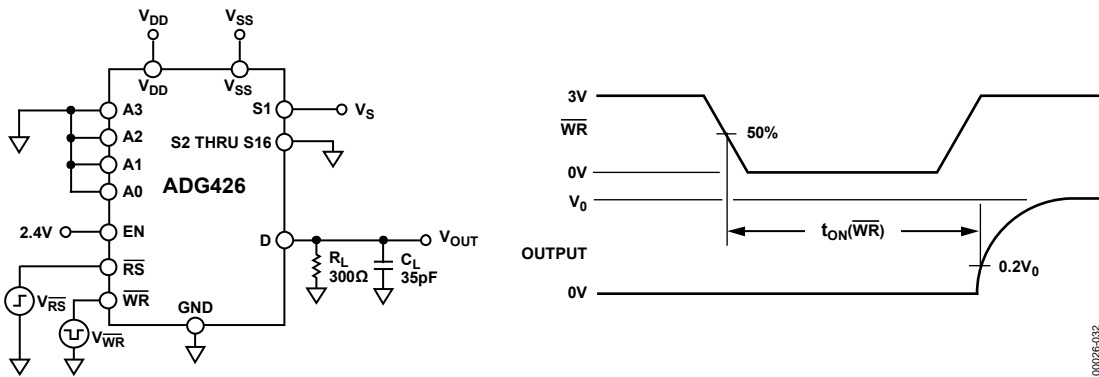 VDD
VSS
VDD
VSS
A3
A2
A1
A0
S1
VS
S2 THRU S16
ADG426
2.4V
EN
D
VOUT
RS
RL
300Ω
CL
35pF
VRS
WR
GND
VWR
3V
WR
50%
0V
V0
tON(WR)
OUTPUT
0.2V0
0V
00026-032